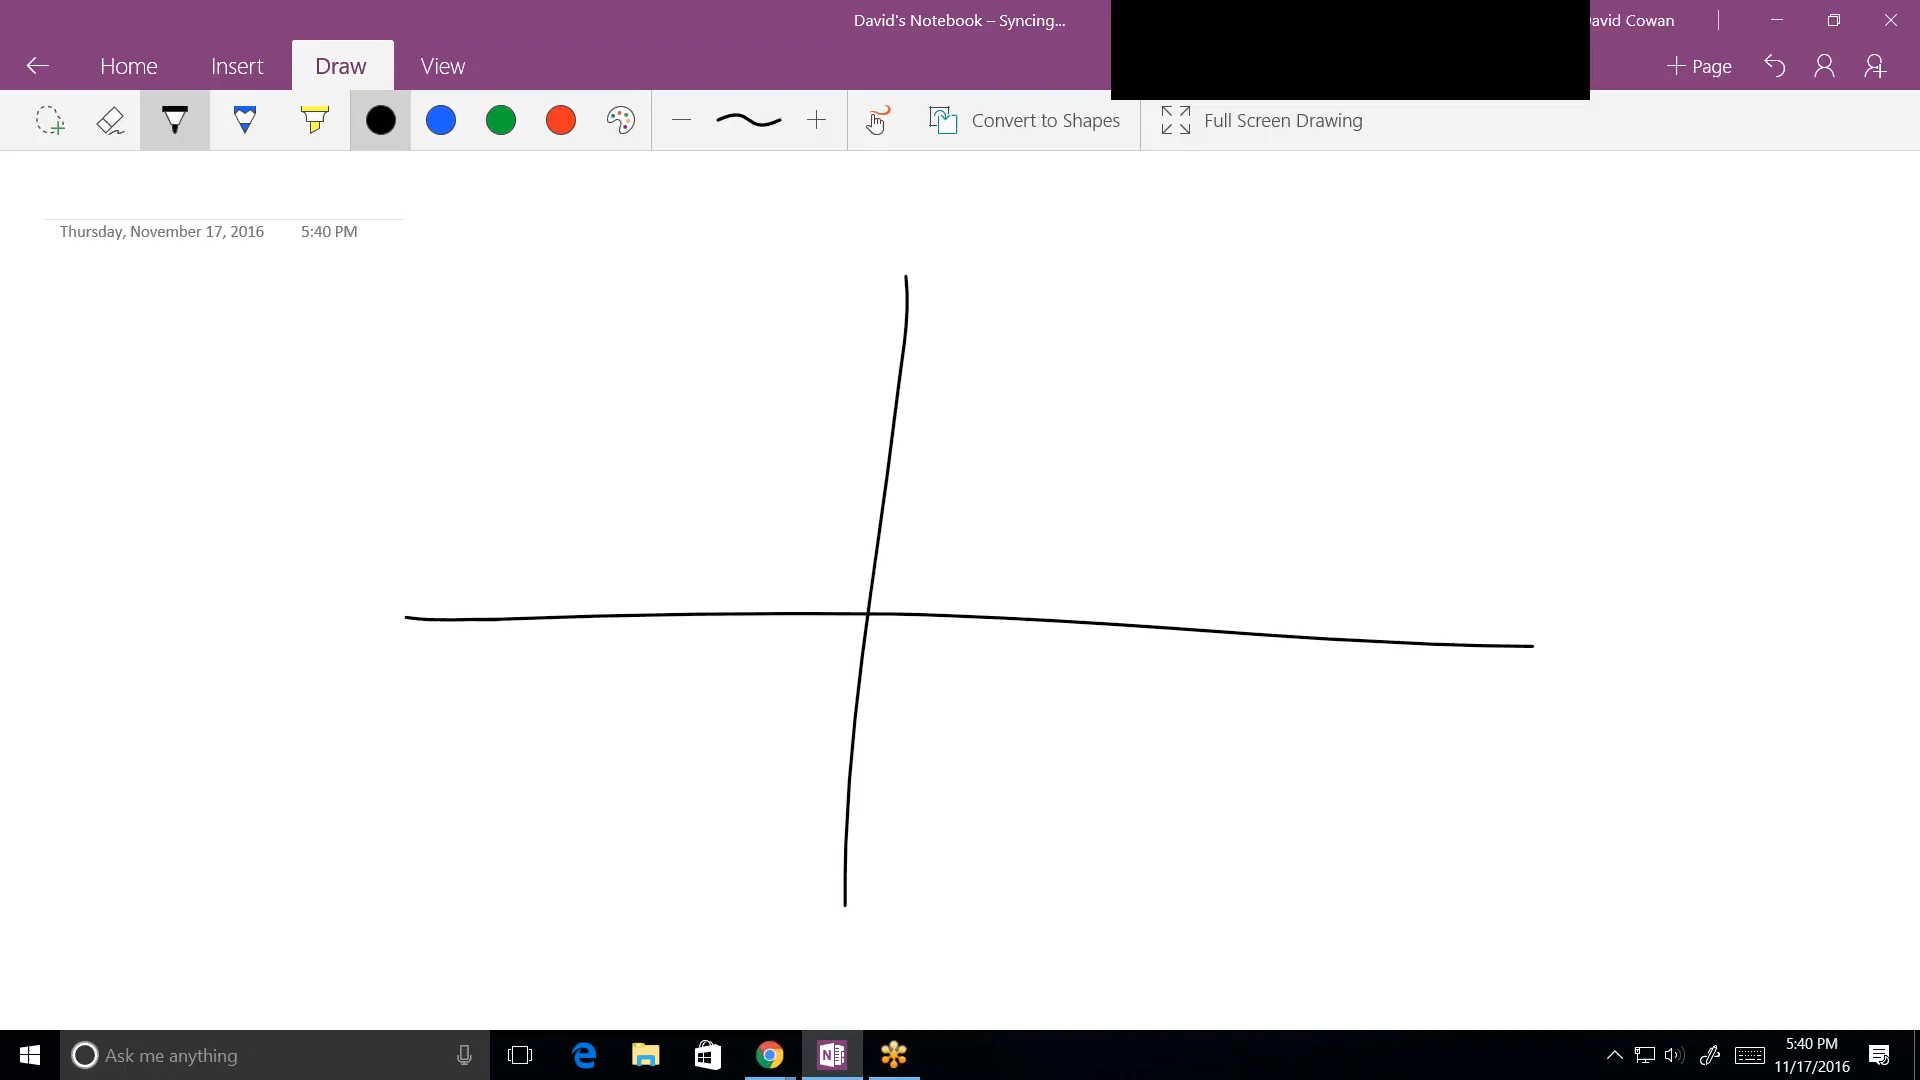 David's Notebook – Syncing...
avid Cowan
Home
Insert
Draw
View
Page
Convert to Shapes
Full Screen Drawing
Thursday, November 17, 2016 5:40 PM
Ask me anything
5:40 PM
11/17/2016